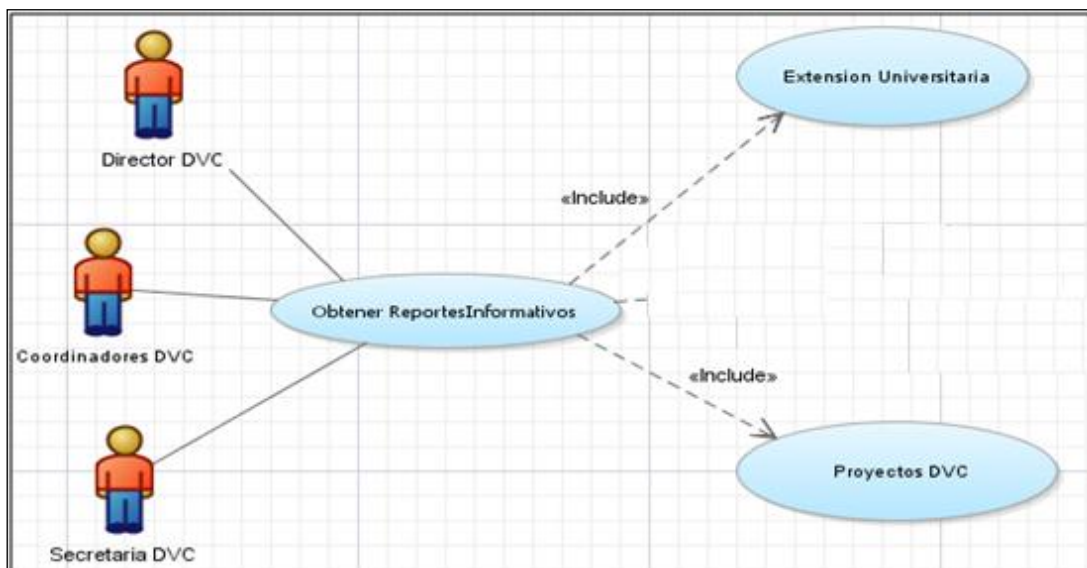 Extension Universitaria
Director DVC
«Include»
Obtener ReportesInformativos
Coordinadores DVC
«Include»
Proyectos DVC
Secretaria DVC